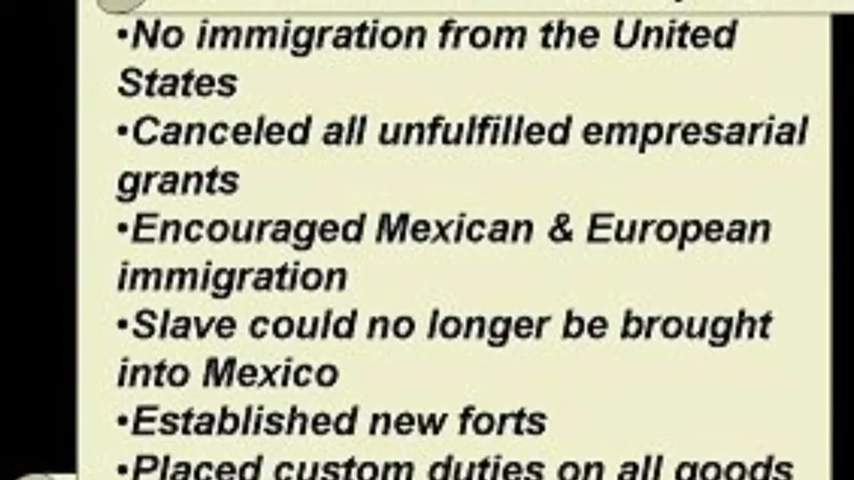 •No immigration from the United
States
•Canceled all unfulfilled empresarial
grants
•Encouraged Mexican & European
immigration
•Slave could no longer be brought
into Mexico
•Established new forts
•Placed custom duties on all goods